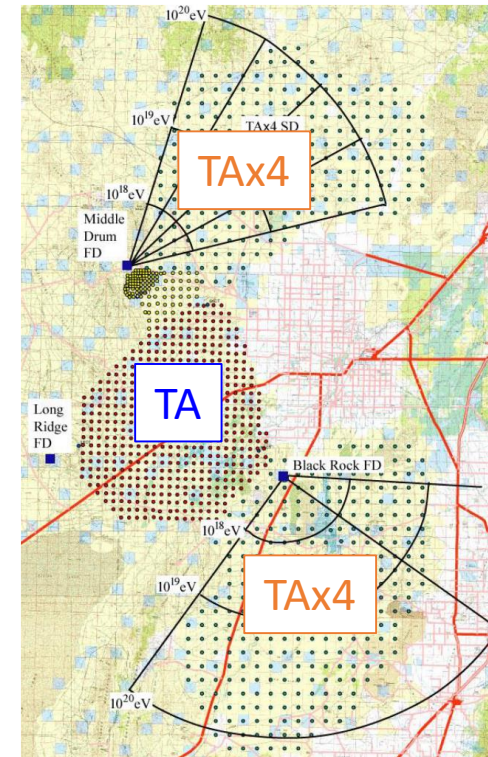 10²⁰eV
10¹⁹eV
TAx4 SD
TAx4
10¹⁸eV
Middle
Drum
FD
TA
Long
Ridge
FD
Black Rock FD
10¹⁸eV
10¹⁹eV
TAx4
10²⁰eV